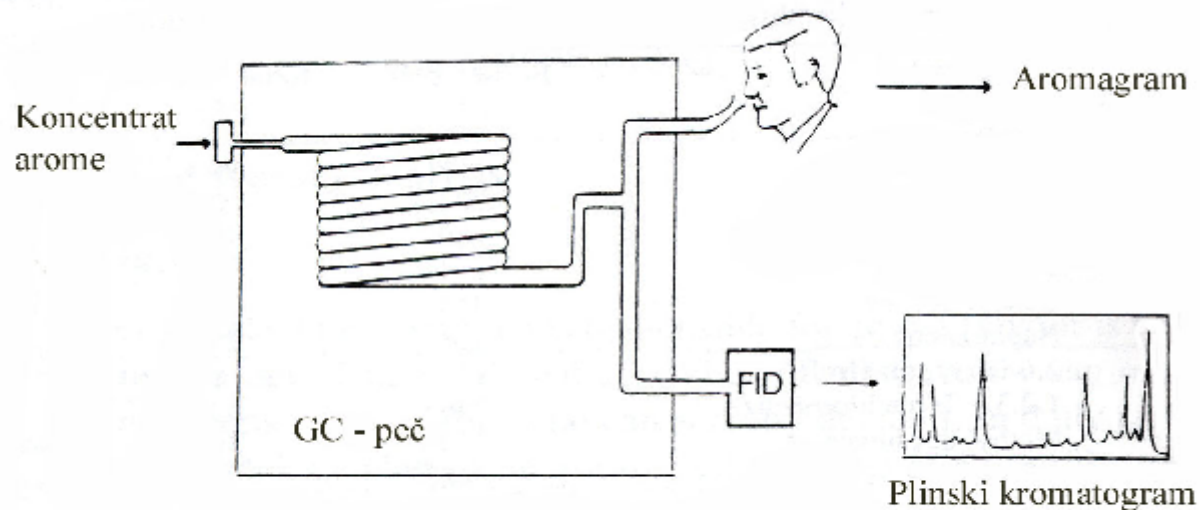 Koncentrat
arome
Aromagram
FID
GC - peč
Plinski kromatogram